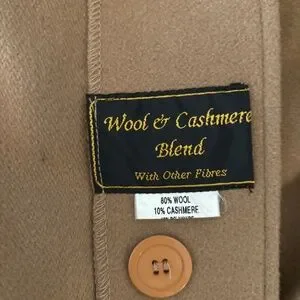 Wool & Cashmere
Blend
With Other Fibres
80% WOOL
10% CASHMERE